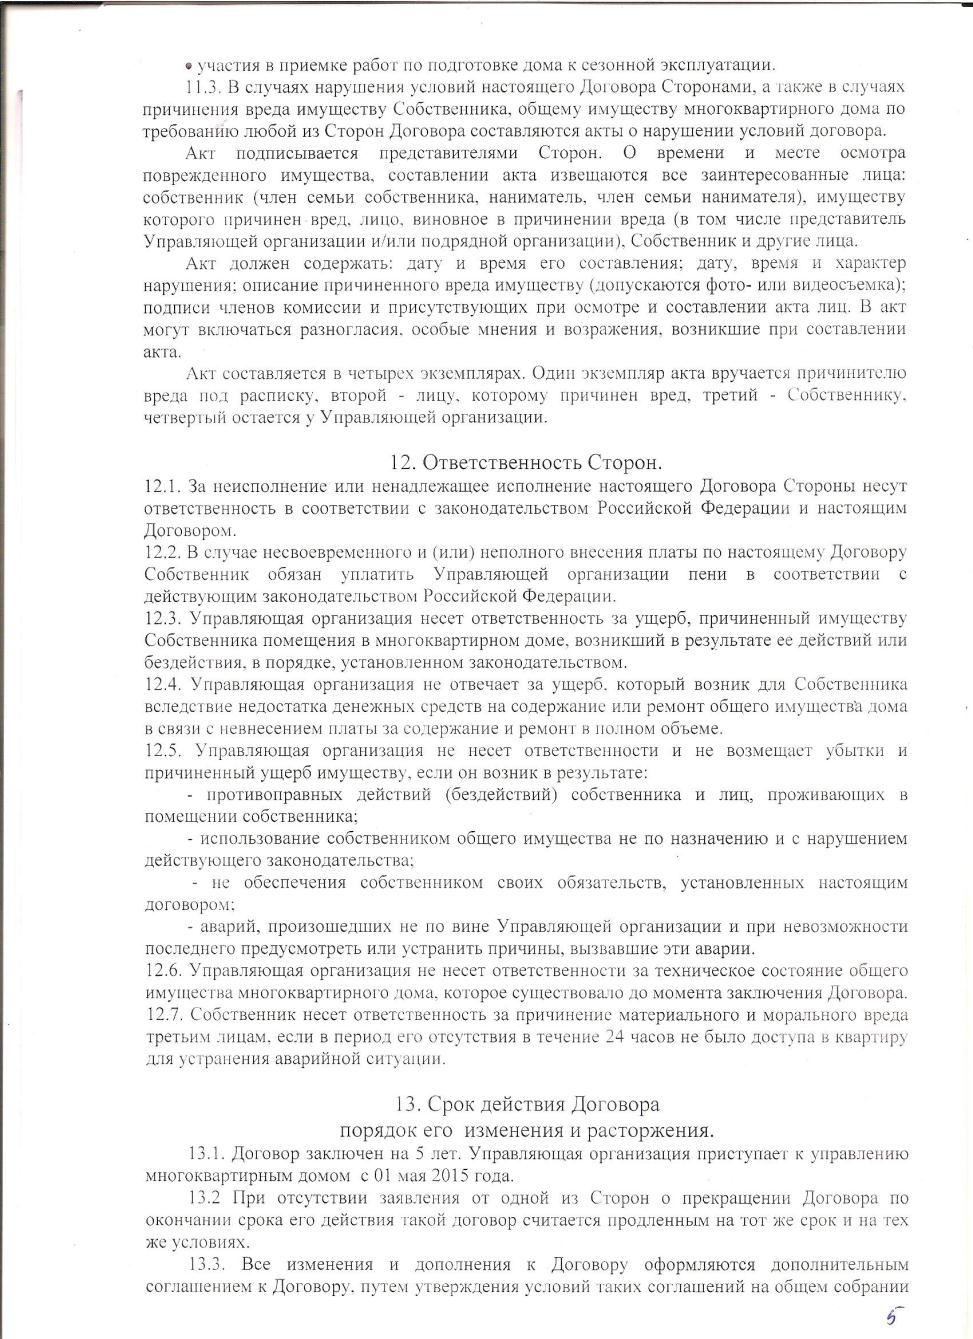 • участия в приемке работ по подготовке дома к сезонной эксплуатации.
11.3. В случаях нарушения условий настоящего Договора Сторонами, а также в случаях
причинения вреда имуществу Собственника, общему имуществу многоквартирного дома по
требованию любой из Сторон Договора составляются акты о нарушении условий договора.
Акт подписывается представителями Сторон. О времени и месте осмотра
поврежденного имущества, составлении акта извещаются все заинтересованные лица:
собственник (член семьи собственника, наниматель, член семьи нанимателя), имуществу
которого причинен вред, лицо, виновное в причинении вреда (в том числе представитель
Управляющей организации и/или подрядной организации), Собственник и другие лица.
Акт должен содержать: дату и время его составления; дату, время и характер
нарушения; описание причиненного вреда имуществу (допускаются фото- или видеосъемка);
подписи членов комиссии и присутствующих при осмотре и составлении акта лиц. В акт
могут включаться разногласия, особые мнения и возражения, возникшие при составлении
акта.
Акт составляется в четырех экземплярах. Один экземпляр акта вручается причинителю
вреда под расписку, второй - лицу, которому причинен вред, третий - Собственнику,
четвертый остается у Управляющей организации.
12. Ответственность Сторон.
12.1. За неисполнение или ненадлежащее исполнение настоящего Договора Стороны несут
ответственность в соответствии с законодательством Российской Федерации и настоящим
Договором.
12.2. В случае несвоевременного и (или) неполного внесения платы по настоящему Договору
Собственник обязан уплатить Управляющей организации пени в соответствии с
действующим законодательством Российской Федерации.
12.3. Управляющая организация несет ответственность за ущерб, причиненный имуществу
Собственника помещения в многоквартирном доме, возникший в результате ее действий или
бездействия, в порядке, установленном законодательством.
12.4. Управляющая организация не отвечает за ущерб, который возник для Собственника
вследствие недостатка денежных средств на содержание или ремонт общего имущества дома
в связи с невнесением платы за содержание и ремонт в полном объеме.
12.5. Управляющая организация не несет ответственности и не возмещает убытки и
причиненный ущерб имуществу, если он возник в результате:
- противоправных действий (бездействий) собственника и лиц, проживающих в
помещении собственника;
- использование собственником общего имущества не по назначению и с нарушением
действующего законодательства;
- не обеспечения собственником своих обязательств, установленных настоящим
договором;
- аварий, произошедших не по вине Управляющей организации и при невозможности
последнего предусмотреть или устранить причины, вызвавшие эти аварии.
12.6. Управляющая организация не несет ответственности за техническое состояние общего
имущества многоквартирного дома, которое существовало до момента заключения Договора.
12.7. Собственник несет ответственность за причинение материального и морального вреда
третьим лицам, если в период его отсутствия в течение 24 часов не было доступа в квартиру
для устранения аварийной ситуации.
13. Срок действия Договора
порядок его изменения и расторжения.
13.1. Договор заключен на 5 лет. Управляющая организация приступает к управлению
многоквартирным домом с 01 мая 2015 года.
13.2 При отсутствии заявления от одной из Сторон о прекращении Договора по
окончании срока его действия такой договор считается продленным на тот же срок и на тех
же условиях.
13.3. Все изменения и дополнения к Договору оформляются дополнительным
соглашением к Договору, путем утверждения условий таких соглашений на общем собрании
5